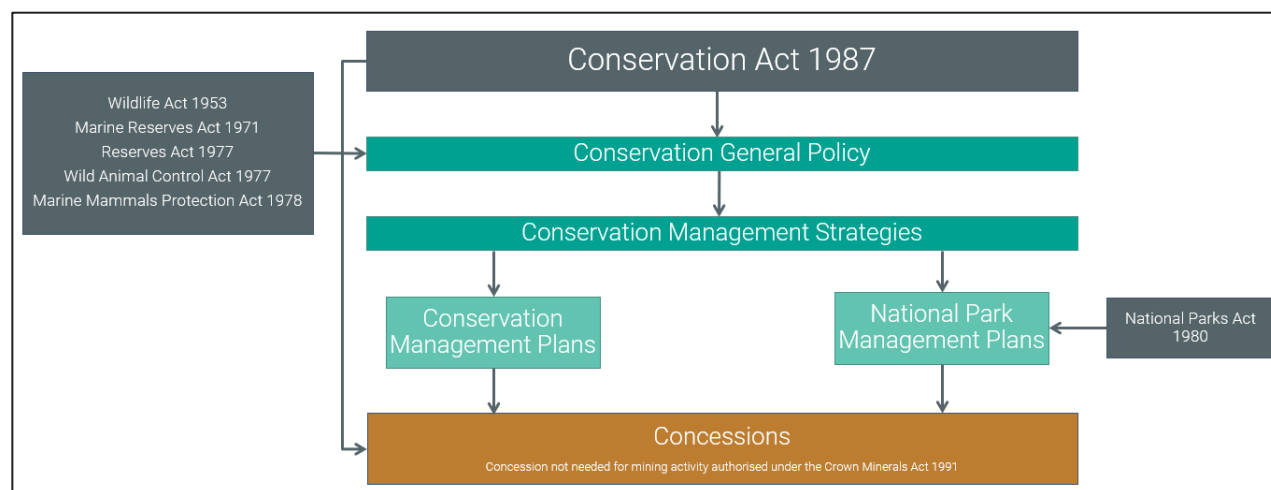 Conservation Act 1987
Wildlife Act 1953
Marine Reserves Act 1971
Reserves Act 1977
Wild Animal Control Act 1977
Marine Mammals Protection Act 1978
Conservation General Policy
Conservation Management Strategies
Conservation
Management Plans
National Park
Management Plans
National Parks Act
1980
Concessions
Concession not needed for mining activity authorised under the Crown Minerals Act 1991